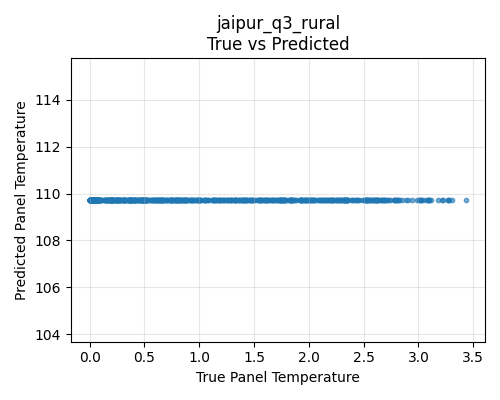 jaipur_q3_rural
True vs Predicted
Predicted Panel Temperature
114
112
110
108
106
104
0.0 0.5 1.0 1.5 2.0 2.5 3.0 3.5
True Panel Temperature